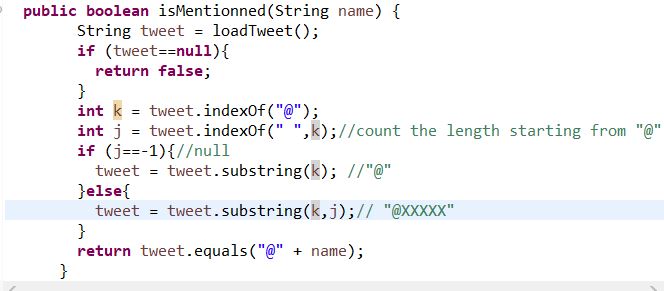 public boolean isMentionned(String name) {
String tweet = loadTweet();
if (tweet==null){
return false;
}
int k = tweet.indexOf("@");
int j = tweet.indexOf(" ",k);//count the length starting from "@"
if (j==-1){//null
tweet = tweet.substring(k); //"@"
}else{
tweet = tweet.substring(k,j);// "@XXXXX"
}
return tweet.equals("@" + name);
}